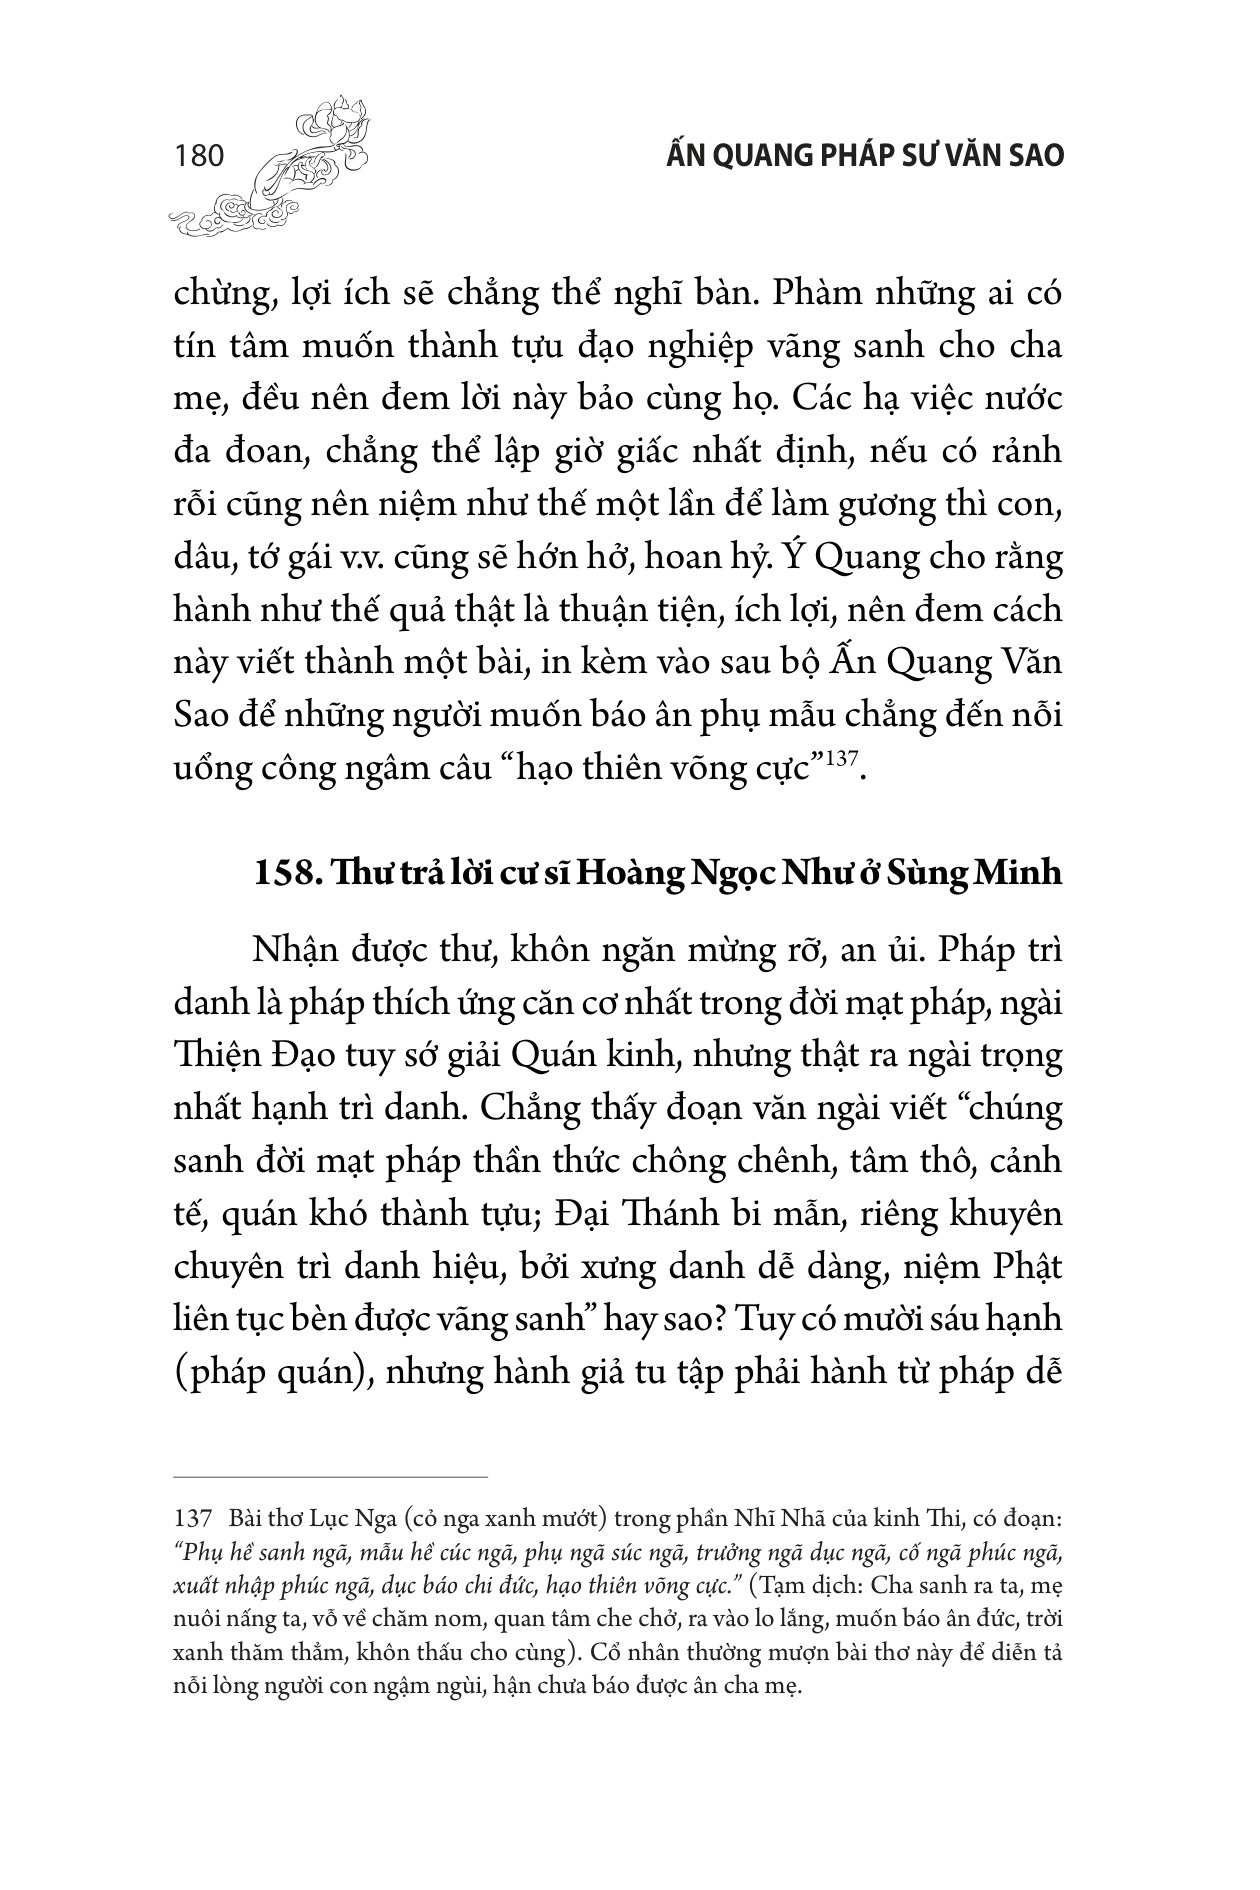 180
ẤN QUANG PHÁP SƯ VĂN SAO
chừng, lợi ích sẽ chẳng thể nghĩ bàn. Phàm những ai có
tín tâm muốn thành tựu đạo nghiệp vãng sanh cho cha
mẹ, đều nên đem lời này bảo cùng họ. Các hạ việc nước
đa đoan, chẳng thể lập giờ giấc nhất định, nếu có rảnh
rỗi cũng nên niệm như thế một lần để làm gương thì con,
dâu, tớ gái v.v. cũng sẽ hớn hở, hoan hỷ. Ý Quang cho rằng
hành như thế quả thật là thuận tiện, ích lợi, nên đem cách
này viết thành một bài, in kèm vào sau bộ Ấn Quang Văn
Sao để những người muốn báo ân phụ mẫu chẳng đến nỗi
uổng công ngâm câu “hạo thiên võng cực”137.
158. Thư trả lời cư sĩ Hoàng Ngọc Như ở Sùng Minh
Nhận được thư, khôn ngăn mừng rỡ, an ủi. Pháp trì
danh là pháp thích ứng căn cơ nhất trong đời mạt pháp, ngài
Thiện Đạo tuy sớ giải Quán kinh, nhưng thật ra ngài trọng
nhất hạnh trì danh. Chẳng thấy đoạn văn ngài viết “chúng
sanh đời mạt pháp thần thức chông chênh, tâm thô, cảnh
tế, quán khó thành tựu; Đại Thánh bi mẫn, riêng khuyên
chuyên trì danh hiệu, bởi xưng danh dễ dàng, niệm Phật
liên tục bèn được vãng sanh” hay sao? Tuy có mười sáu hạnh
(pháp quán), nhưng hành giả tu tập phải hành từ pháp dễ
137 Bài thơ Lục Nga (cỏ nga xanh mướt) trong phần Nhĩ Nhã của kinh Thi, có đoạn:
“Phụ hề sanh ngã, mẫu hề cúc ngã, phụ ngã súc ngã, trưởng ngã dục ngã, cố ngã phúc ngã,
xuất nhập phúc ngã, dục báo chi đức, hạo thiên võng cực.” (Tạm dịch: Cha sanh ra ta, mẹ
nuôi nấng ta, vỗ về chăm nom, quan tâm che chở, ra vào lo lắng, muốn báo ân đức, trời
xanh thăm thẳm, khôn thấu cho cùng). Cổ nhân thường mượn bài thơ này để diễn tả
nỗi lòng người con ngậm ngùi, hận chưa báo được ân cha mẹ.